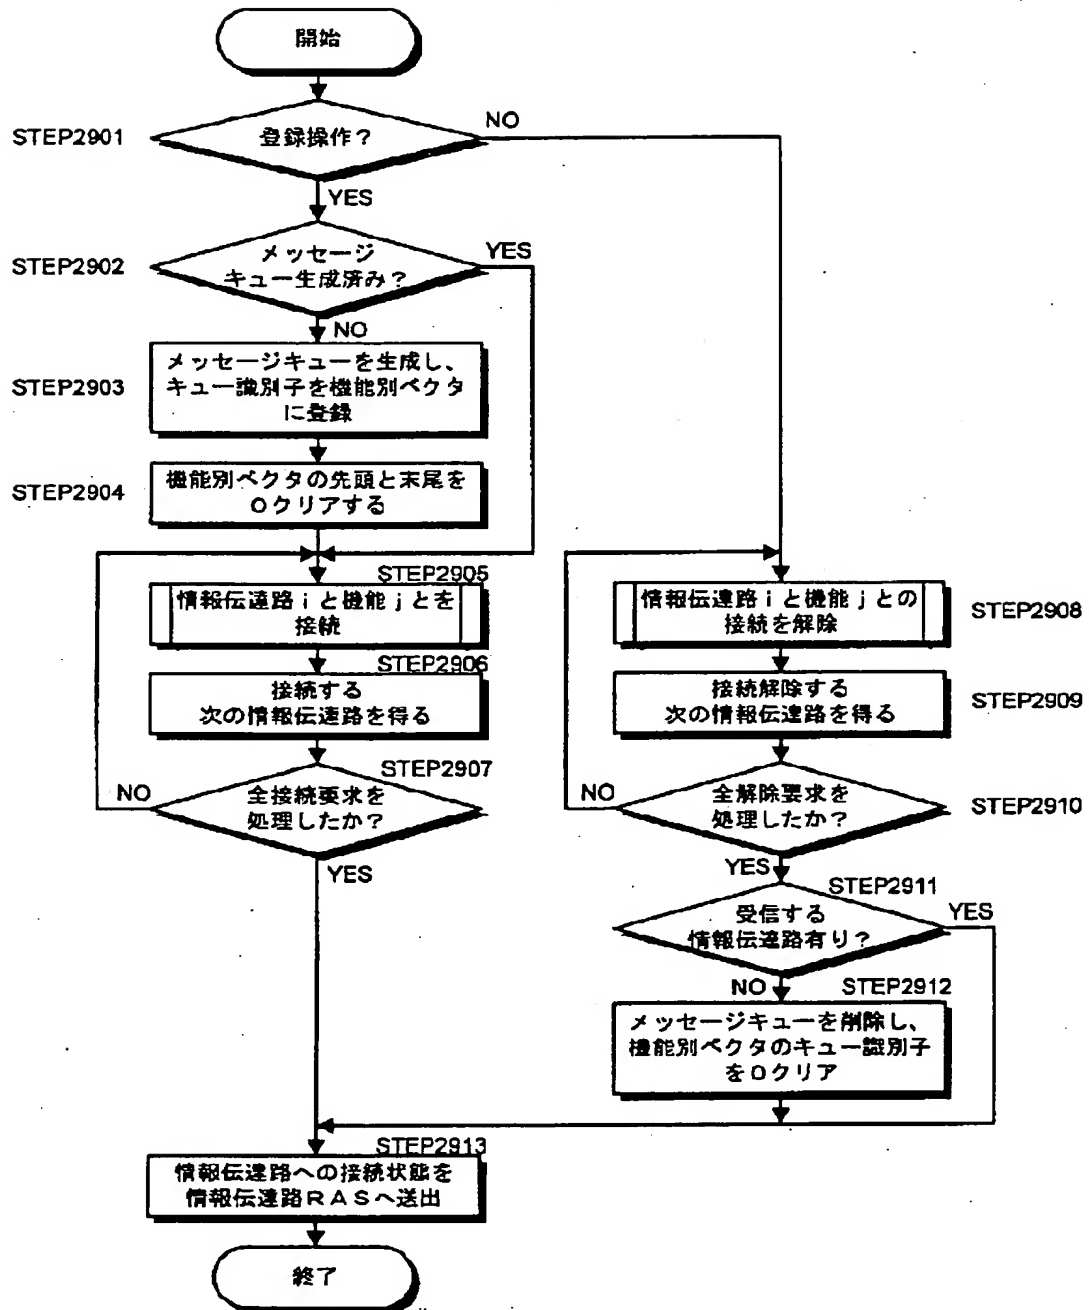 開始
STEP2901
登録操作？
NO
YES
STEP2902
メッセージ
キュー生成済み？
YES
NO
STEP2903
メッセージキューを生成し、
キュー識別子を機能別ベクタ
に登録
STEP2904
機能別ベクタの先頭と末尾を
０クリアする
STEP2905
情報伝達路ｉと機能ｊとを
接続
STEP2906
接続する
次の情報伝達路を得る
STEP2907
NO
全接続要求を
処理したか？
YES
情報伝達路ｉと機能ｊとの
接続を解除
STEP2908
接続解除する
次の情報伝達路を得る
STEP2909
NO
全解除要求を
処理したか？
STEP2910
YES
STEP2911
受信する
情報伝達路有り？
YES
NO
STEP2912
メッセージキューを削除し、
機能別ベクタのキュー識別子
を０クリア
STEP2913
情報伝達路への接続状態を
情報伝達路ＲＡＳへ送出
終了